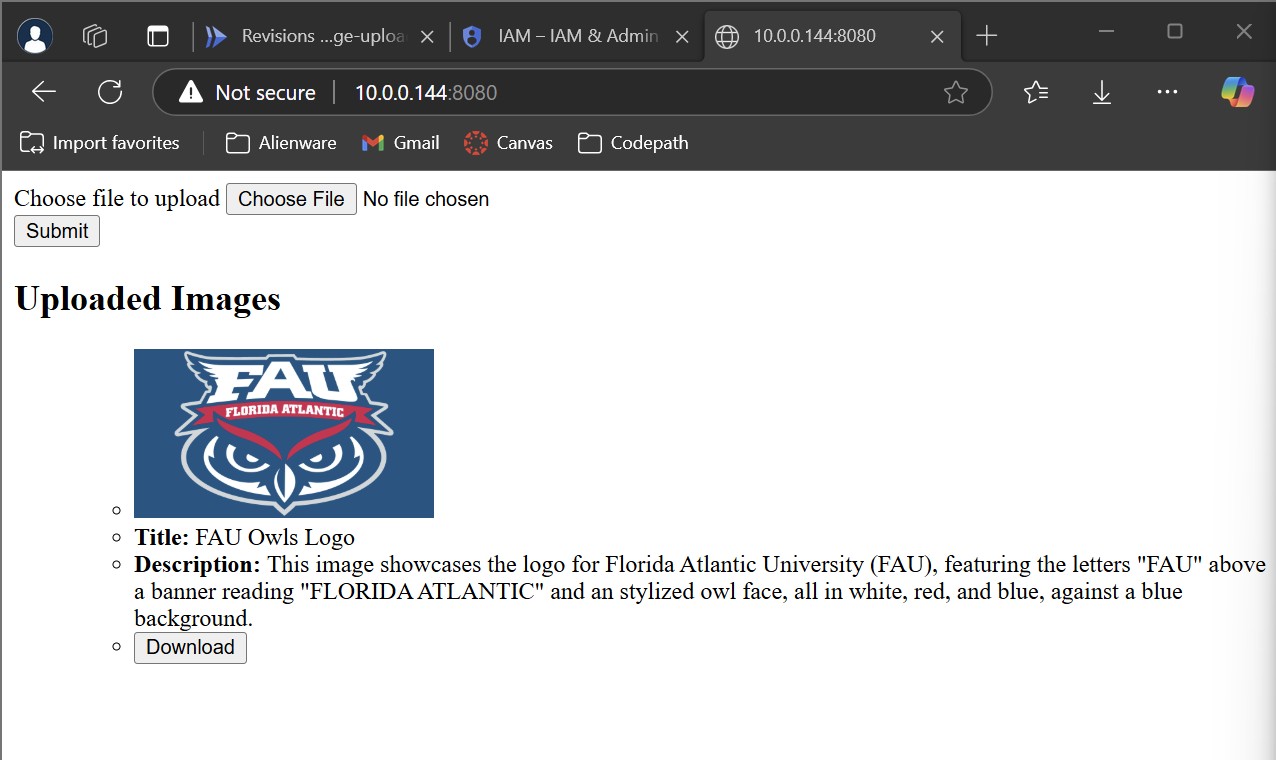 Revisions ...ge-uploa
IAM – IAM & Admin
10.0.0.144:8080
Not secure 10.0.0.144:8080
Import favorites Alienware Gmail Canvas Codepath
Choose file to upload Choose File No file chosen
Submit
Uploaded Images
FAU
FLORIDA ATLANTIC
Title: FAU Owls Logo
Description: This image showcases the logo for Florida Atlantic University (FAU), featuring the letters "FAU" above
a banner reading "FLORIDA ATLANTIC" and an stylized owl face, all in white, red, and blue, against a blue
background.
Download